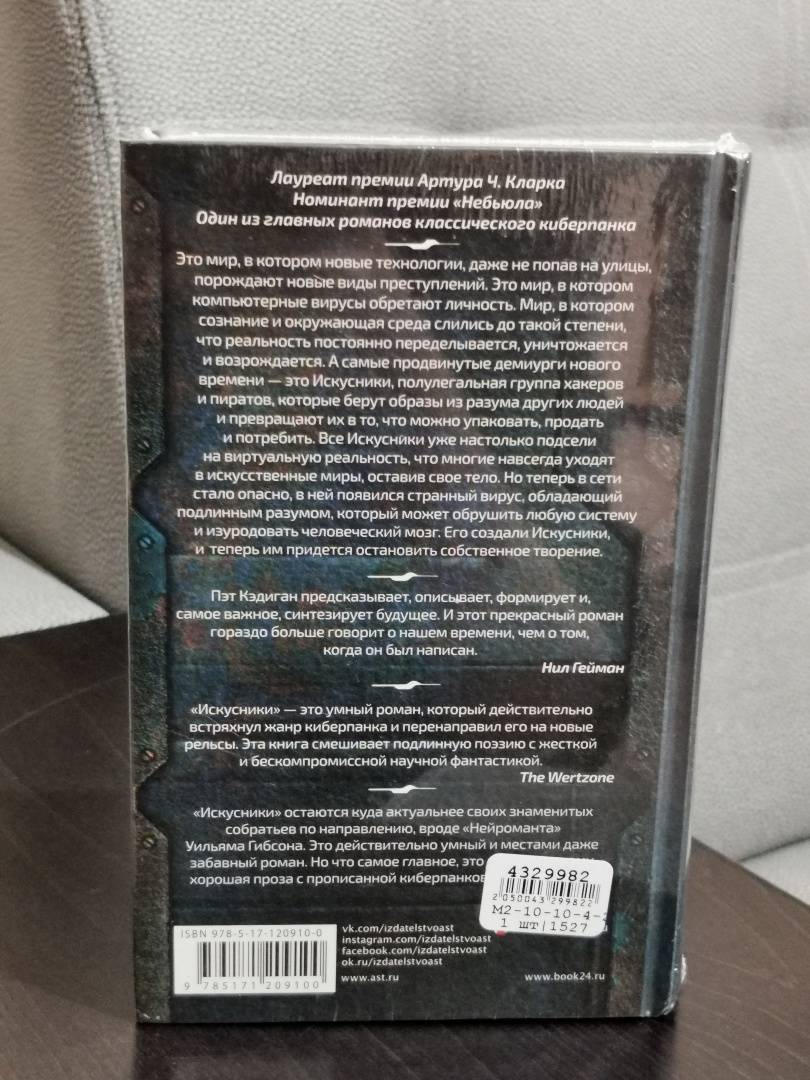 Лауреат премии Артура Ч. Кларка
Номинант премии «Небьюла»
Один из главных романов классического киберпанка
Это мир, в котором новые технологии, даже не попав на улицы,
порождают новые виды преступлений. Это мир, в котором
компьютерные вирусы обретают личность. Мир, в котором
сознание и окружающая среда слились до такой степени,
что реальность постоянно переделывается, уничтожается
и возрождается. А самые продвинутые демиурги нового
времени — это Искусники, полулегальная группа хакеров
и пиратов, которые берут образы из разума других людей
и превращают их в то, что можно упаковать, продать
и потребить. Все Искусники уже настолько подсели
на виртуальную реальность, что многие навсегда уходят
в искусственные миры, оставив свое тело. Но теперь в сети
стало опасно, в ней появился странный вирус, обладающий
подлинным разумом, который может обрушить любую систему
и изуродовать человеческий мозг. Его создали Искусники,
и теперь им придется остановить собственное творение.
Пэт Кэдиган предсказывает, описывает, формирует и,
самое важное, синтезирует будущее. И этот прекрасный роман
гораздо больше говорит о нашем времени, чем о том,
когда он был написан.
Нил Гейман
«Искусники» — это умный роман, который действительно
встряхнул жанр киберпанка и перенаправил его на новые
рельсы. Эта книга смешивает подлинную поэзию с жесткой
и бескомпромиссной научной фантастикой.
The Wertzone
«Искусники» остаются куда актуальнее своих знаменитых
собратьев по направлению, вроде «Нейроманта»
Уильяма Гибсона. Это действительно умный и местами даже
забавный роман. Но что самое главное, это
хорошая проза с прописанной
4329982
2050043299822
M2-10-10-4-
1 шт|1527
ISBN 978-5-17-120910-0
9 785171 209100
vk.com/izdatelstvoast
instagram.com/izdatelstvoast
facebook.com/izdatelstvoast
ok.ru/izdatelstvoast
www.ast.ru
www.book24.ru